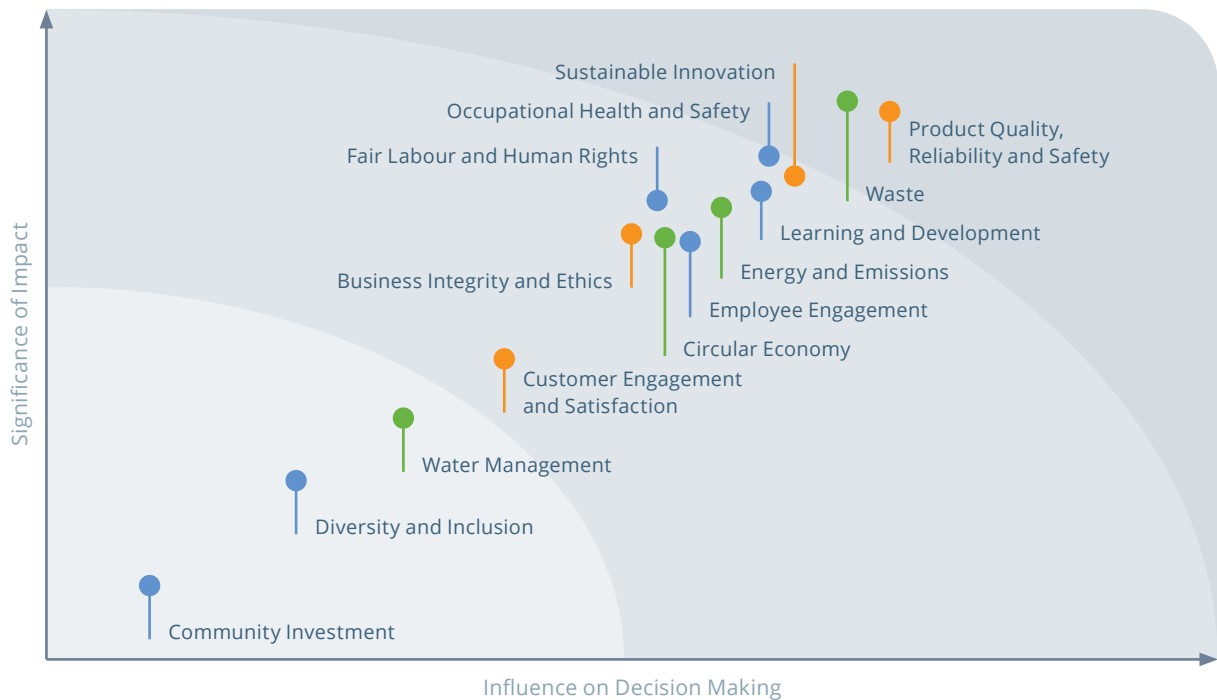 Significance of Impact
Sustainable Innovation
Occupational Health and Safety
Fair Labour and Human Rights
Product Quality,
Reliability and Safety
Waste
Learning and Development
Energy and Emissions
Business Integrity and Ethics
Employee Engagement
Circular Economy
Customer Engagement
and Satisfaction
Water Management
Diversity and Inclusion
Community Investment
Influence on Decision Making